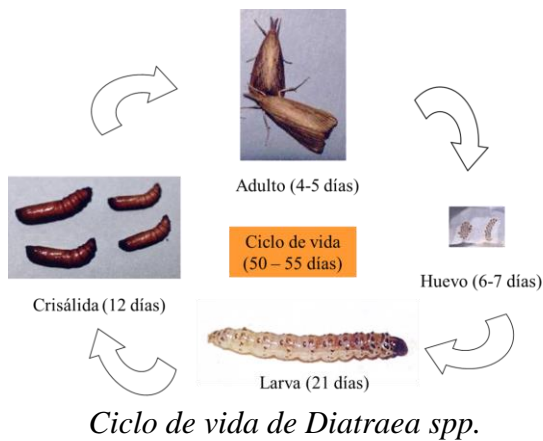 Adulto (4-5 días)
Ciclo de vida
(50 – 55 días)
Huevo (6-7 días)
Crisálida (12 días)
Larva (21 días)
Ciclo de vida de Diatraea spp.